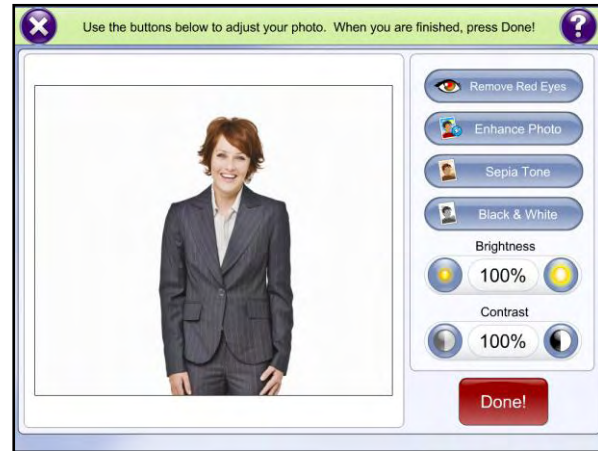 Use the buttons below to adjust your photo.  When you are finished, press Done!
?
Remove Red Eyes
Enhance Photo
Sepia Tone
Black & White
Brightness
100%
Contrast
100%
Done!